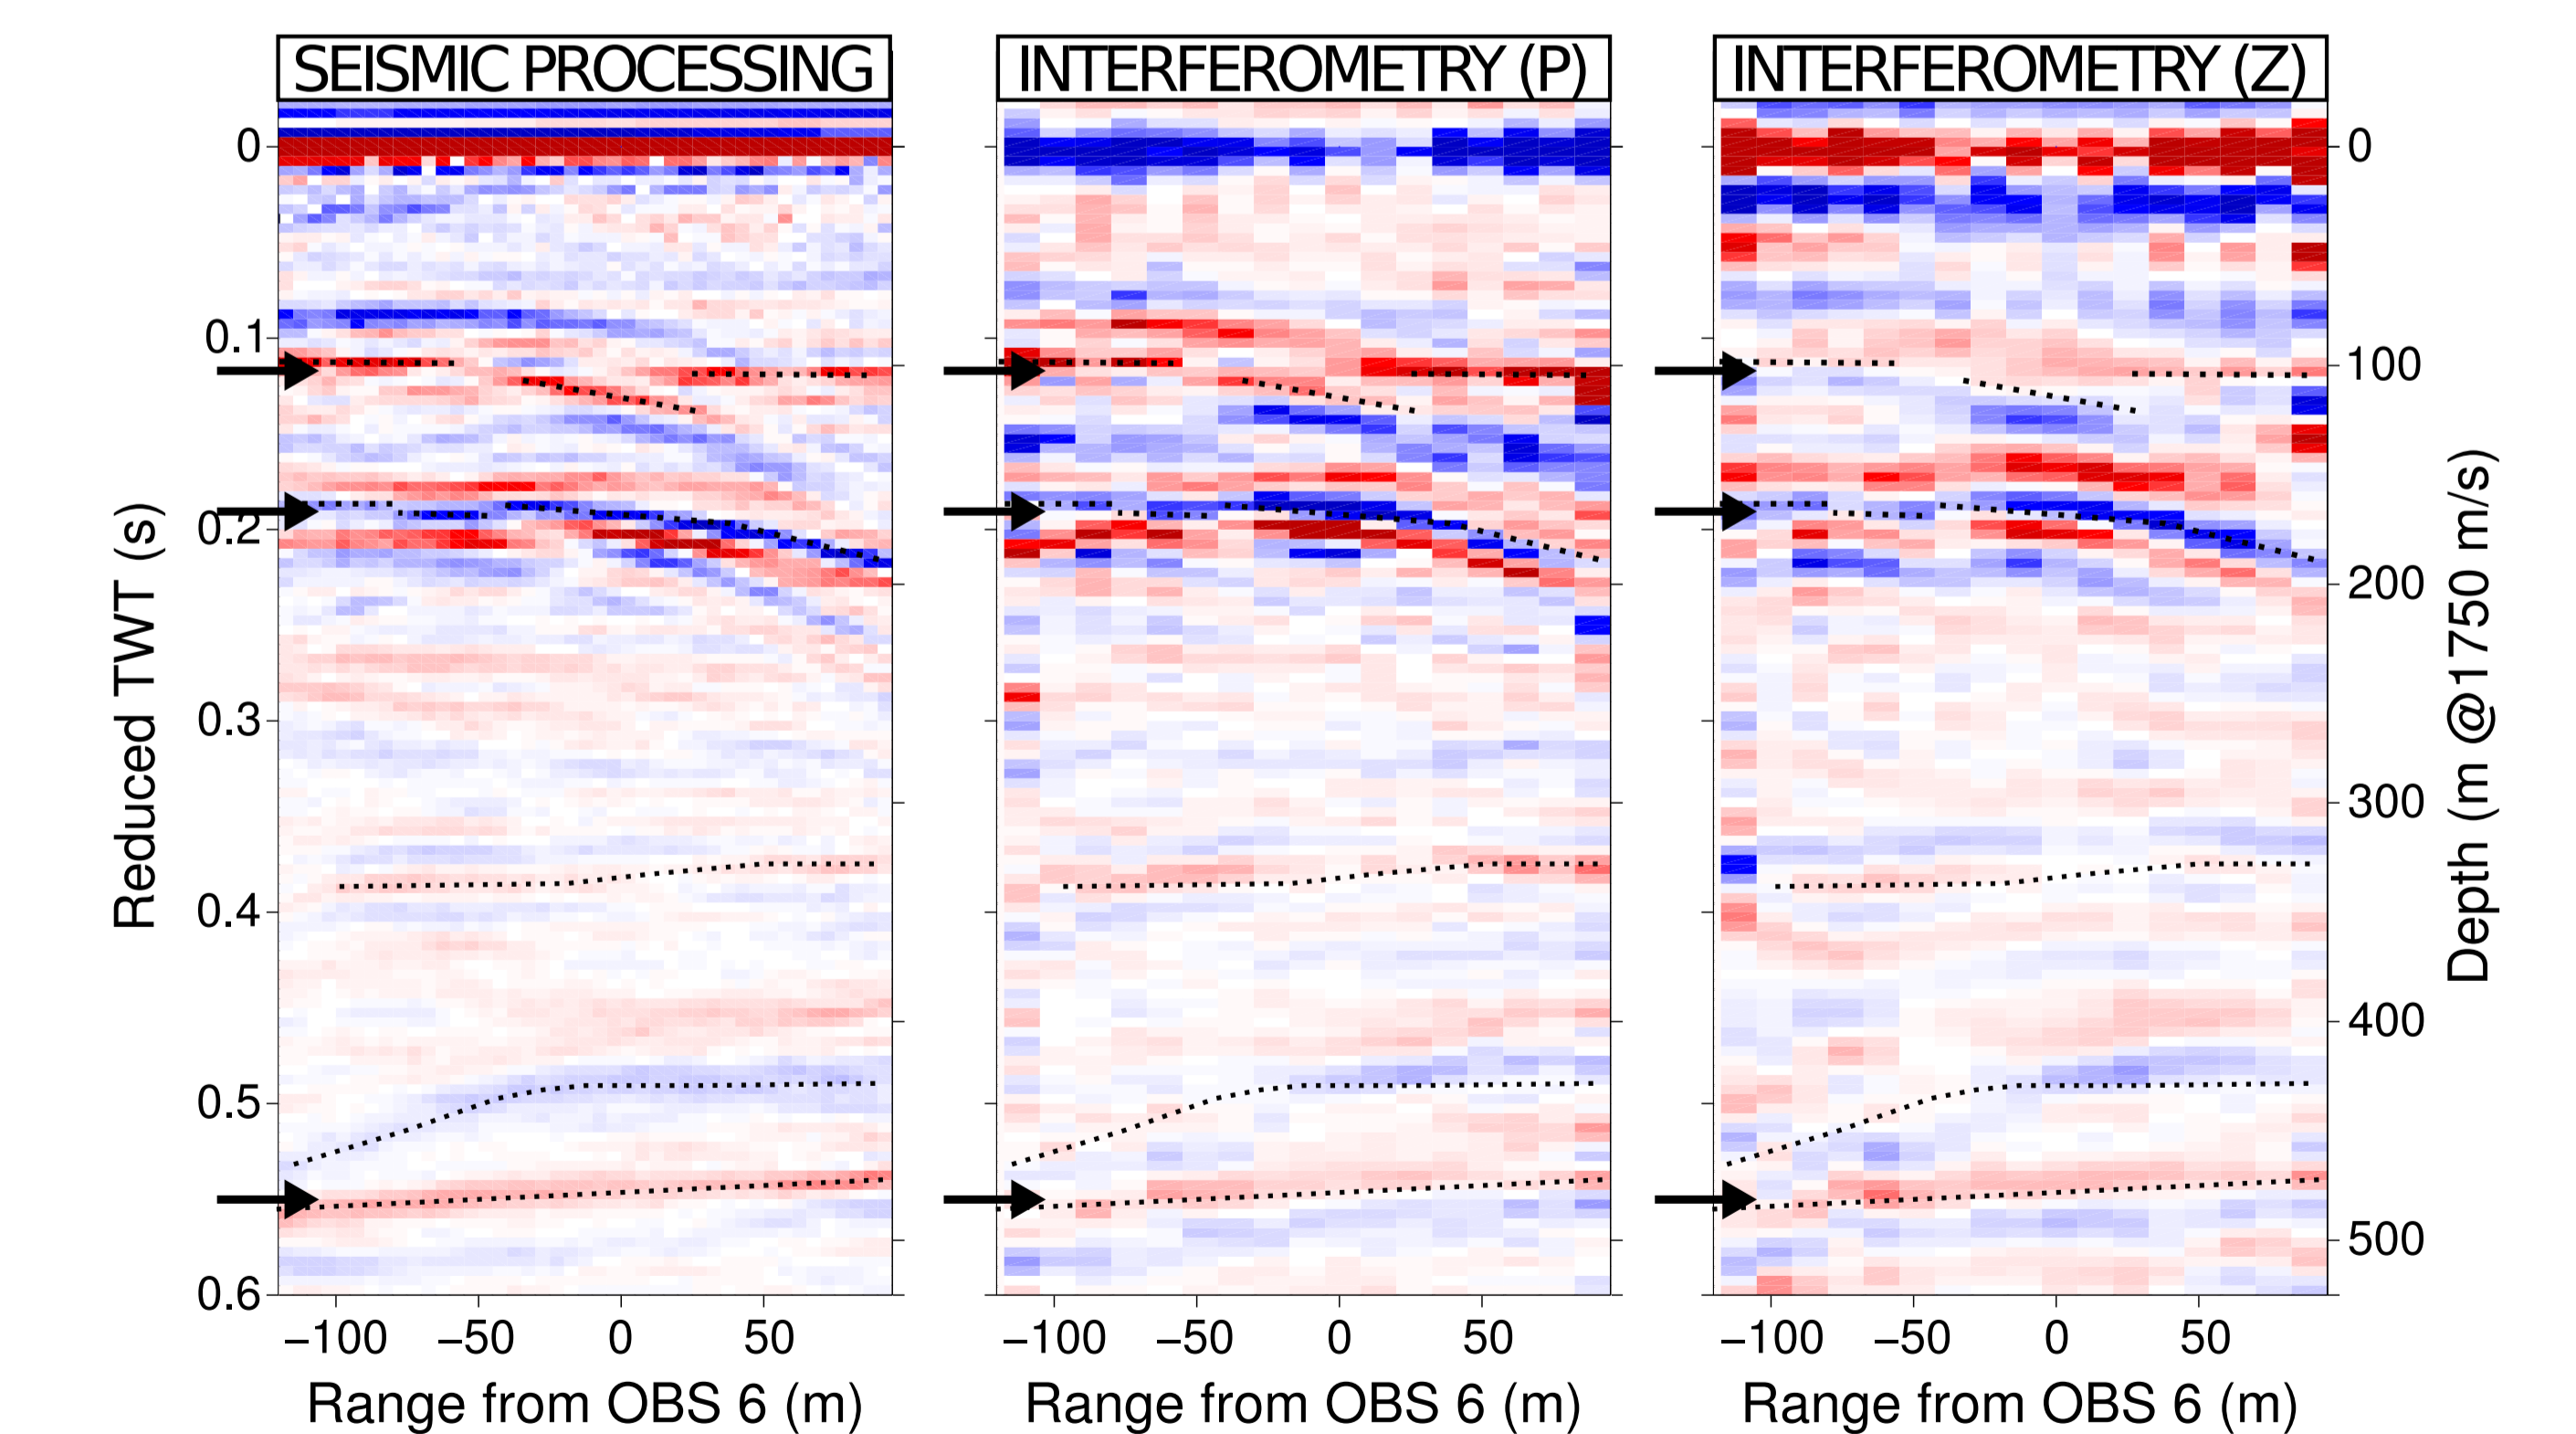 SEISMIC PROCESSING INTERFEROMETRY (P) INTERFEROMETRY (Z)
0 0
0.1 100
0.2 200
0.3 300
0.4 400
0.5 500
0.6
Reduced TWT (s)
Depth (m @1750 m/s)
−100 −50 0 50 −100 −50 0 50 −100 −50 0 50
Range from OBS 6 (m) Range from OBS 6 (m) Range from OBS 6 (m)